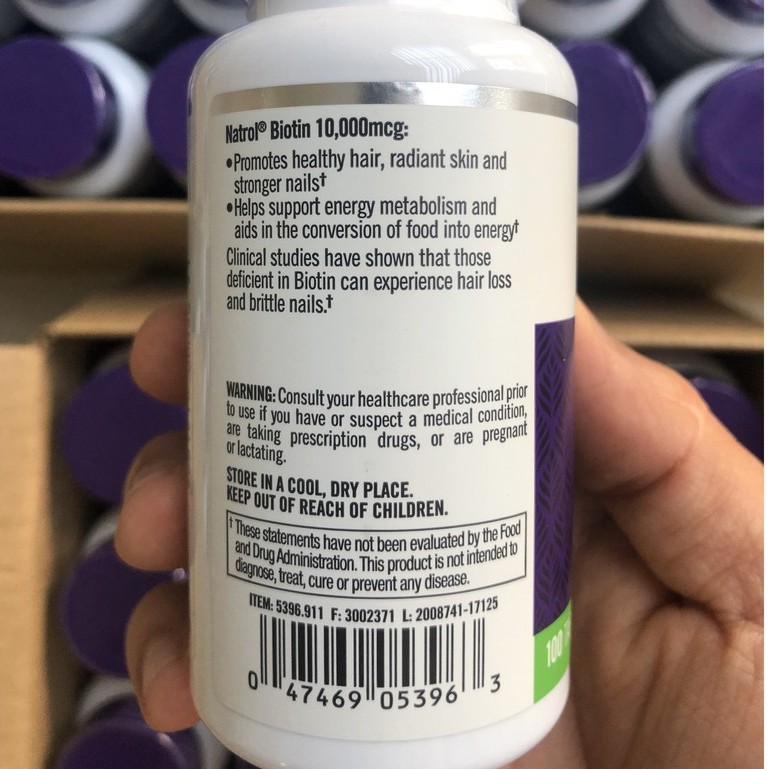 Natrol® Biotin 10,000mcg:
•Promotes healthy hair, radiant skin and
stronger nails†
•Helps support energy metabolism and
aids in the conversion of food into energy†
Clinical studies have shown that those
deficient in Biotin can experience hair loss
and brittle nails.†
WARNING: Consult your healthcare professional prior
to use if you have or suspect a medical condition,
are taking prescription drugs, or are pregnant
or lactating.
STORE IN A COOL, DRY PLACE.
KEEP OUT OF REACH OF CHILDREN.
† These statements have not been evaluated by the Food
and Drug Administration. This product is not intended to
diagnose, treat, cure or prevent any disease.
ITEM: 5396.911 F: 3002371 L: 2008741-17125
0 47469 05396 3
100